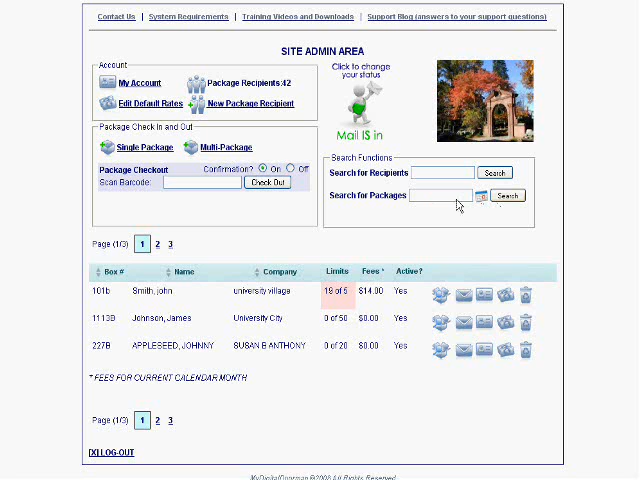 Contact Us | System Requirements | Training Videos and Downloads | Support Blog (answers to your support questions)
SITE ADMIN AREA
Account
My Account
Package Recipients:42
Edit Default Rates
New Package Recipient
Click to change
your status
Mail IS in
Package Check In and Out
Single Package
Multi-Package
Package Checkout
Confirmation? On Off
Scan Barcode:
Check Out
Search Functions
Search for Recipients
Search
Search for Packages
Search
Page (1/3) 1 2 3
Box # Name Company Limits Fees * Active?
101b Smith, john university village 19 of 5 $14.00 Yes
1113B Johnson, James University City 0 of 50 $0.00 Yes
227B APPLESEED, JOHNNY SUSAN B ANTHONY 0 of 20 $0.00 Yes
* FEES FOR CURRENT CALENDAR MONTH
Page (1/3) 1 2 3
[X] LOG-OUT
MyDigitalDoorman @2008 All Rights Reserved